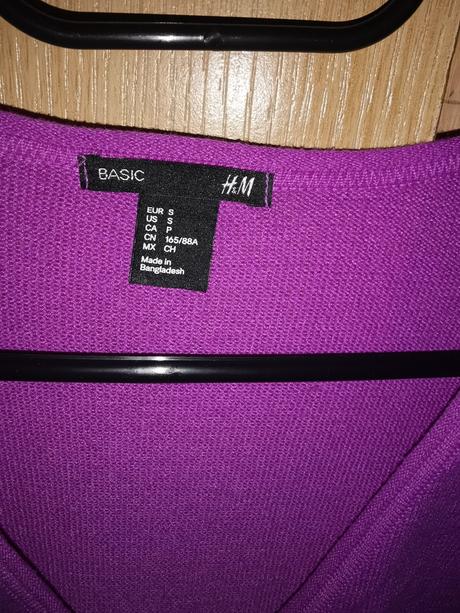 BASIC H&M
EUR S
US S
CA P
CN 165/88A
MX CH
Made in
Bangladesh